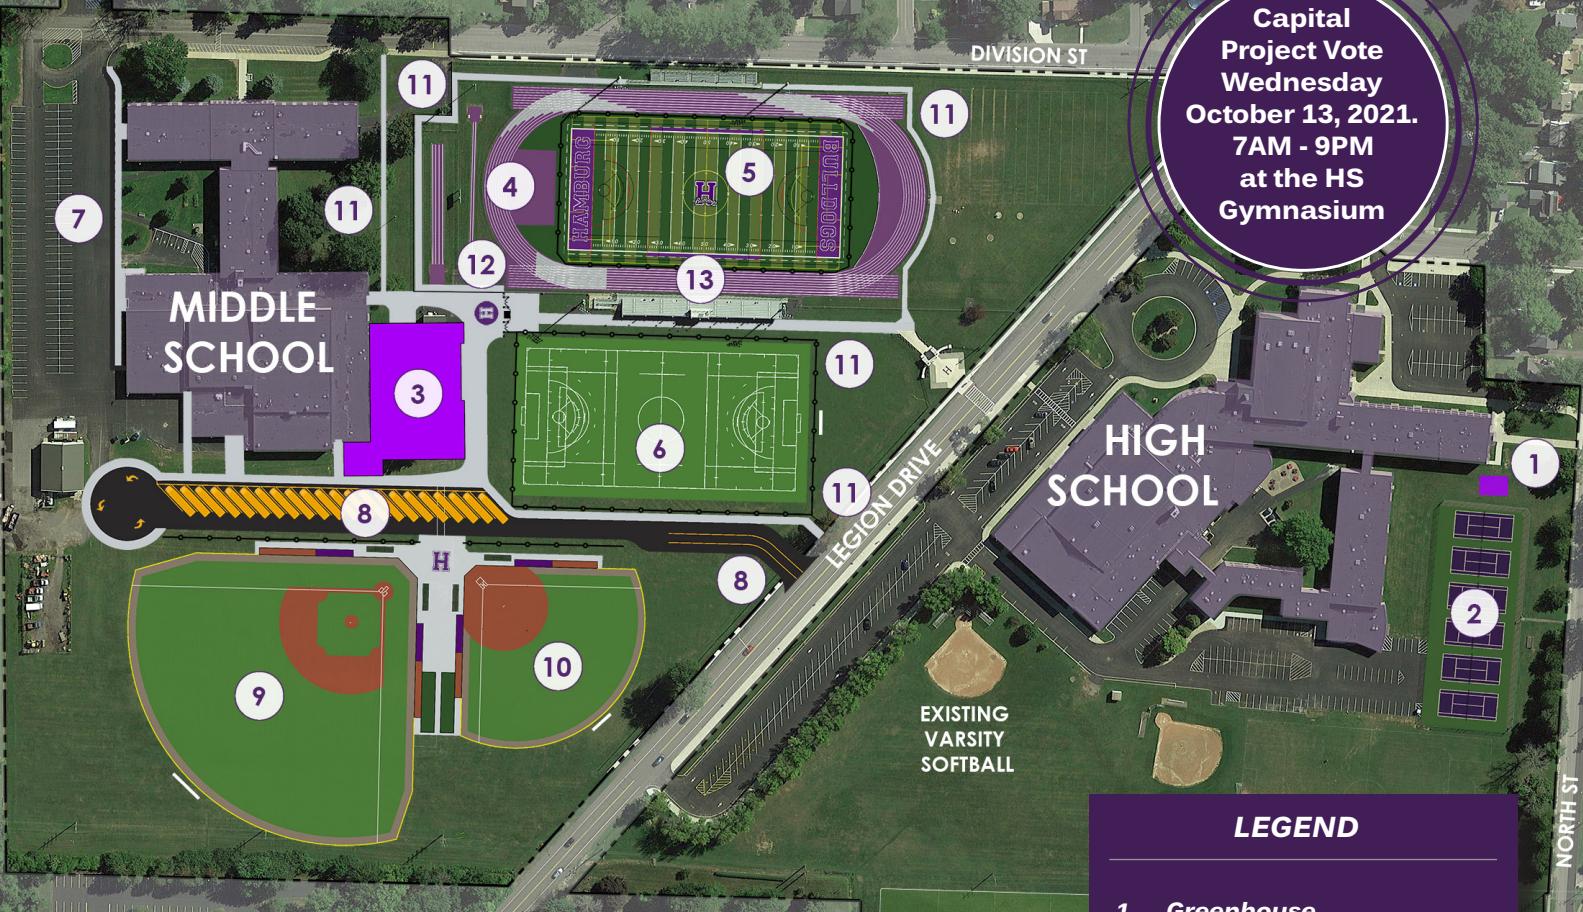 DIVISION ST
Capital
Project Vote
Wednesday
October 13, 2021.
7AM - 9PM
at the HS
Gymnasium
11
11
11
7
4
5
HAMBURG
H
BULLDOGS
12
13
H
MIDDLE
SCHOOL
3
11
H
6
11
LEGION DRIVE
HIGH
SCHOOL
1
2
8
8
H
9
10
EXISTING
VARSITY
SOFTBALL
NORTH ST
LEGEND
1 Greenhouse